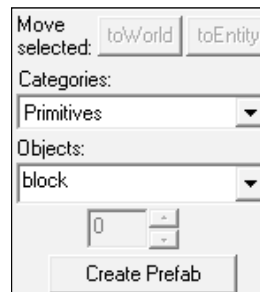 Move
selected: toWorld toEntity
Categories:
Primitives
Objects:
block
0
Create Prefab